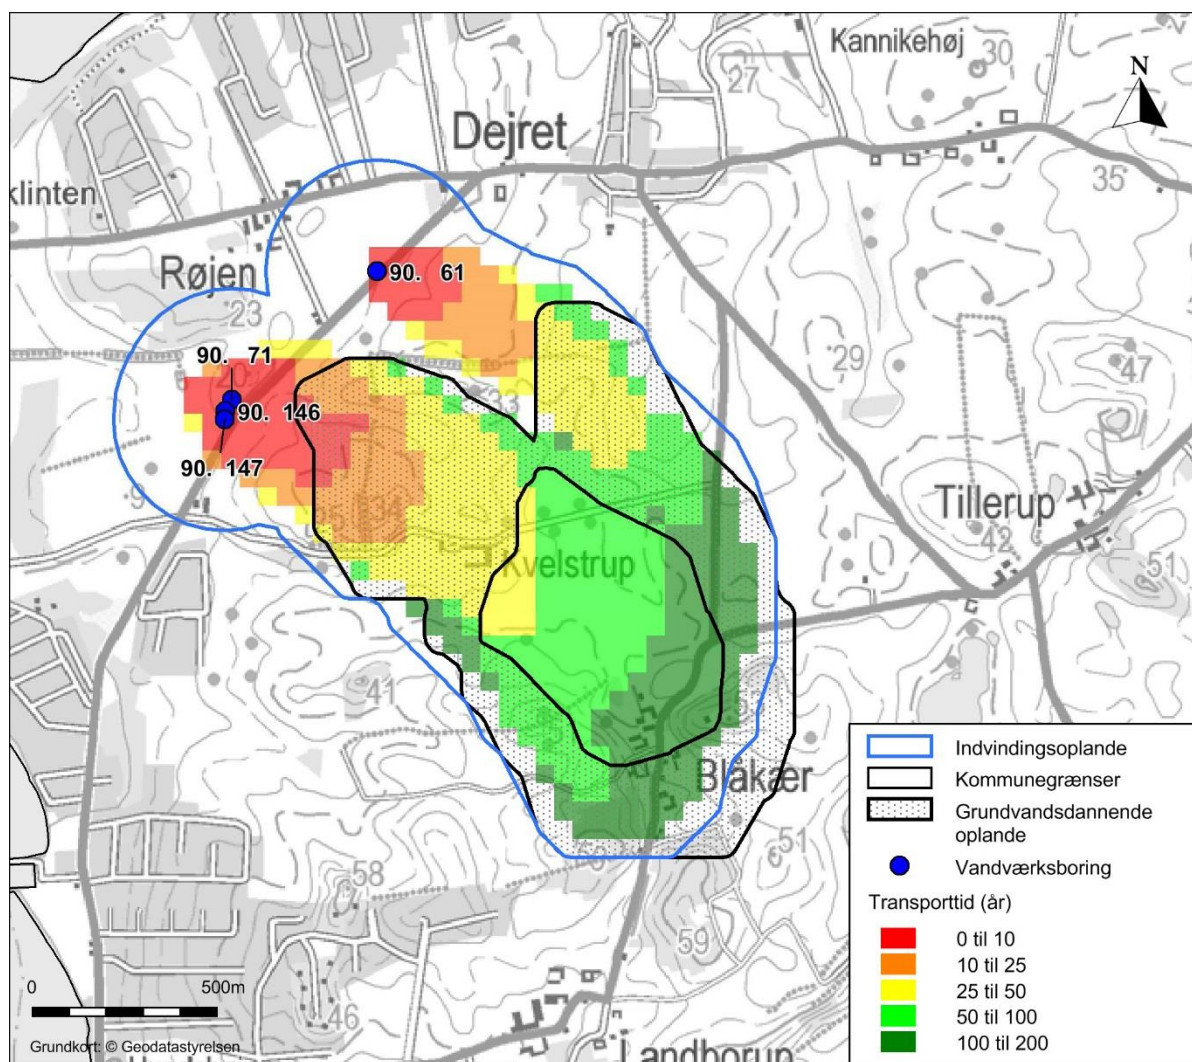 Kannikehøj
30
27
N
Dejret
35
klinten
Røjen
90. 61
23
90. 71
20
29
47
33
90. 146
90. 147
9
Tillerup
42
51
Kvelstrup
41
Blåkær
51
58
59
46
Landborup
Indvindingsoplande
Kommunegrænser
Grundvandsdannende
oplande
Vandværksboring
Transporttid (år)
0 til 10
10 til 25
25 til 50
50 til 100
100 til 200
0 500m
Grundkort: © Geodatastyrelsen